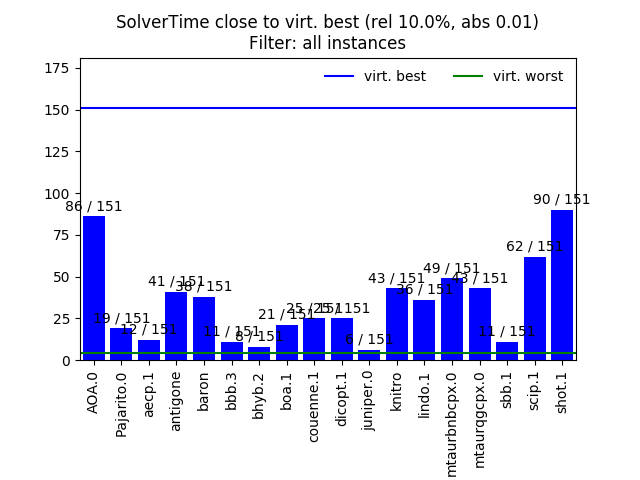 SolverTime close to virt. best (rel 10.0%, abs 0.01)
Filter: all instances
virt. best
virt. worst
175
150
125
100
75
50
25
0
86 / 151
19 / 151
12 / 151
41 / 151
38 / 151
11 / 151
8 / 151
21 / 151
25 / 151
25 / 151
6 / 151
43 / 151
36 / 151
49 / 151
43 / 151
11 / 151
62 / 151
90 / 151
AOA.0
Pajarito.0
aecp.1
antigone
baron
bbb.3
bhyb.2
boa.1
couenne.1
dicopt.1
juniper.0
knitro
lindo.1
mtaurbnbcpx.0
mtaurqgcpx.0
sbb.1
scip.1
shot.1